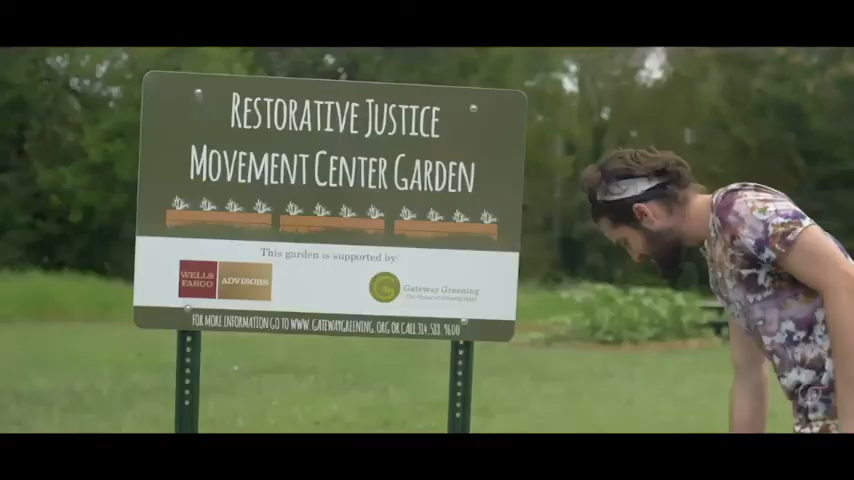 RESTORATIVE JUSTICE
MOVEMENT CENTER GARDEN
This garden is supported by:
WELLS FARGO
ADVISORS
Gateway Greening
FOR MORE INFORMATION GO TO WWW.GATEWAYGREENING.ORG OR CALL 314.588.9600